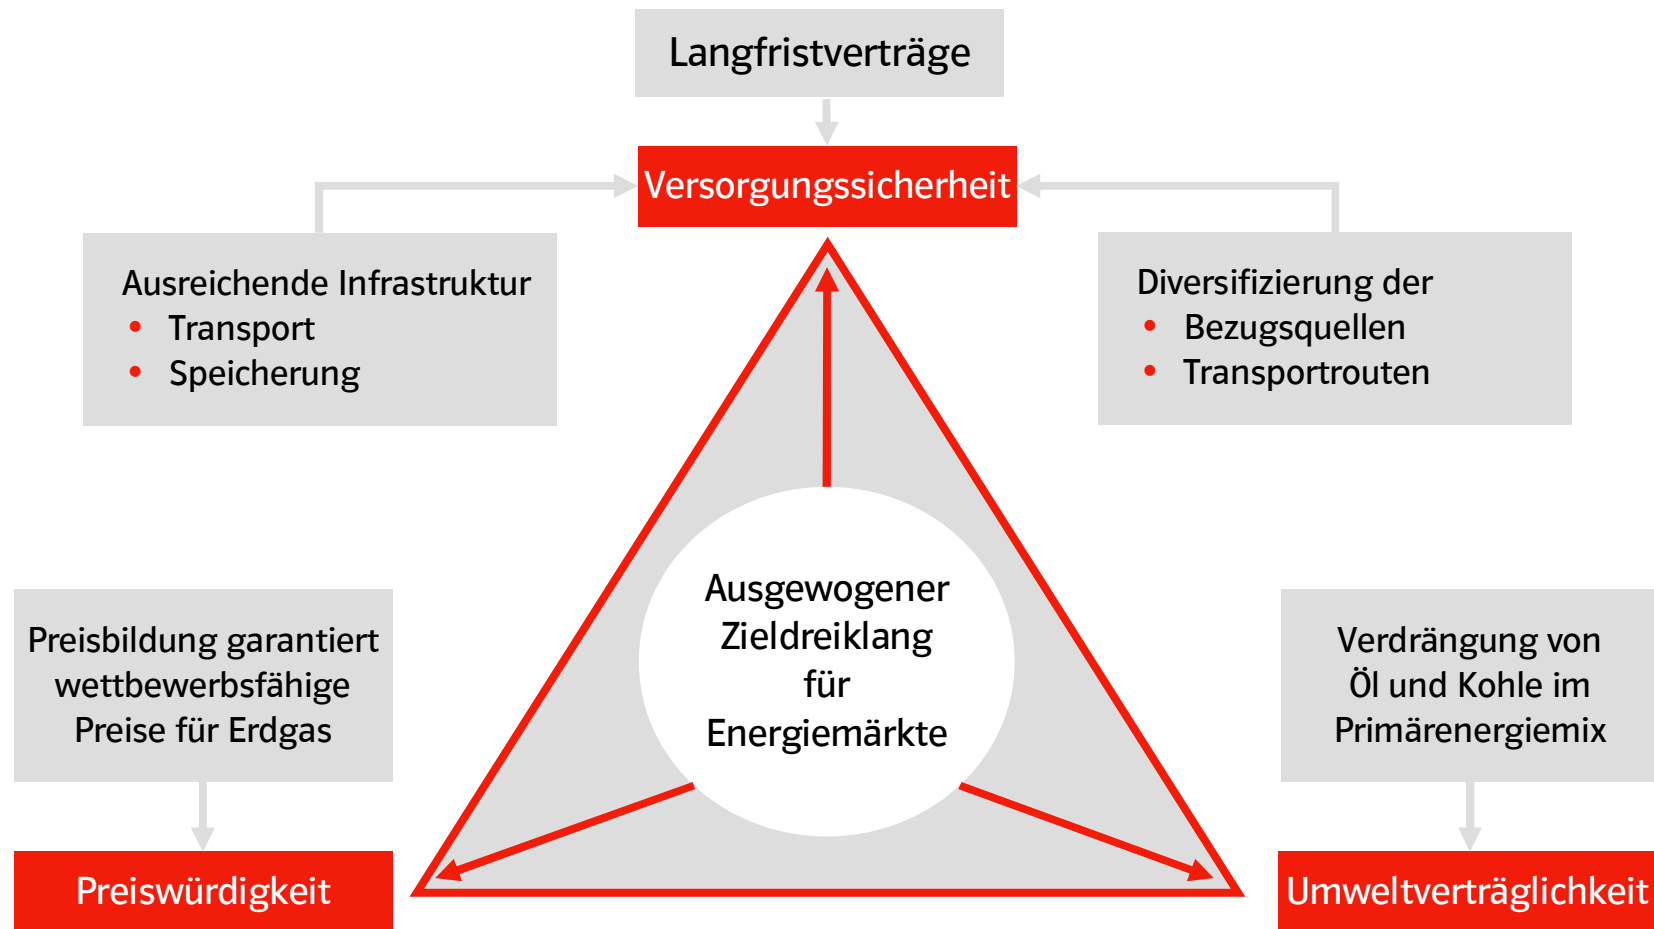 Langfristverträge
Versorgungssicherheit
Ausreichende Infrastruktur
• Transport
• Speicherung
Diversifizierung der
• Bezugsquellen
• Transportrouten
Ausgewogener
Zieldreiklang
für
Energiemärkte
Preisbildung garantiert
wettbewerbsfähige
Preise für Erdgas
Preiswürdigkeit
Verdrängung von
Öl und Kohle im
Primärenergiemix
Umweltverträglichkeit